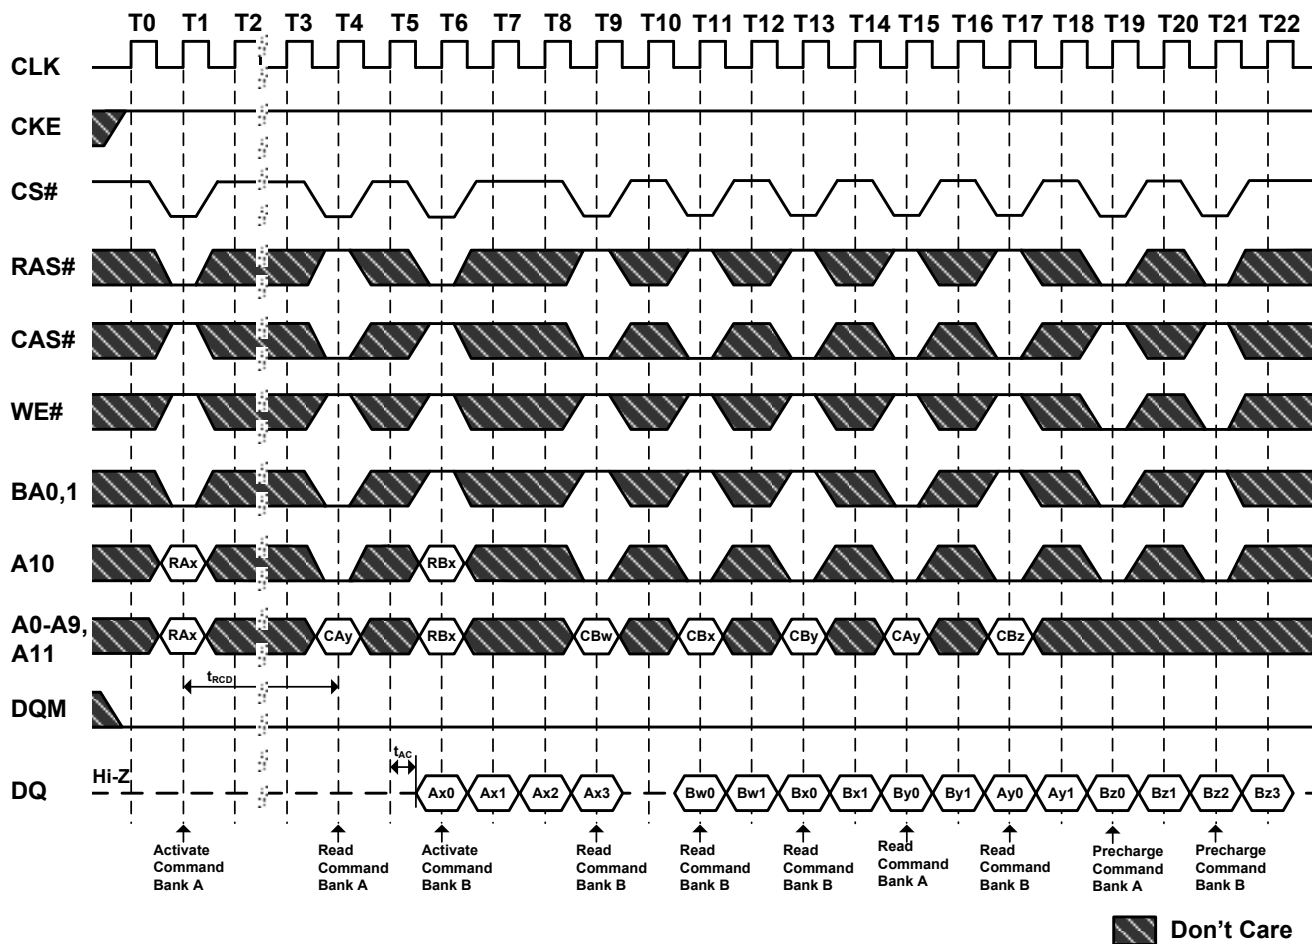 T0 T1 T2 T3 T4 T5 T6 T7 T8 T9 T10 T11 T12 T13 T14 T15 T16 T17 T18 T19 T20 T21 T22
CLK
CKE
CS#
RAS#
CAS#
WE#
BA0,1
A10 RAx RBx
A0-A9,
A11 RAx CAy RBx CBw CBx CBy CAy CBz
tRCD
DQM
tAC
Hi-Z
DQ Ax0 Ax1 Ax2 Ax3 Bw0 Bw1 Bx0 Bx1 By0 By1 Ay0 Ay1 Bz0 Bz1 Bz2 Bz3
Activate
Command
Bank A
Read
Command
Bank A
Activate
Command
Bank B
Read
Command
Bank B
Read
Command
Bank B
Read
Command
Bank B
Read
Command
Bank A
Read
Command
Bank B
Precharge
Command
Bank A
Precharge
Command
Bank B
Don't Care